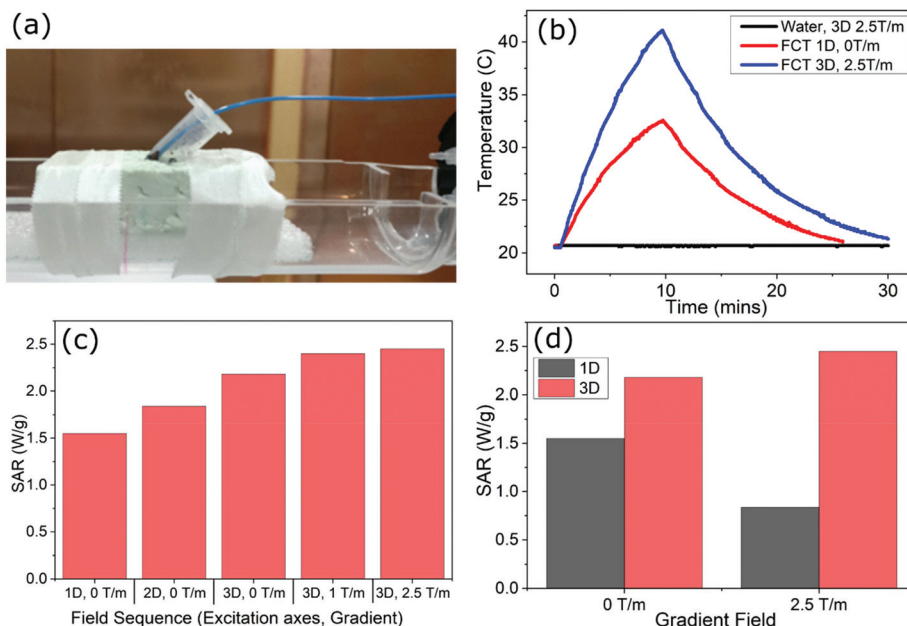 (a)
(b)
Temperature (C)
40
35
30
25
20
Water, 3D 2.5T/m
FCT 1D, 0T/m
FCT 3D, 2.5T/m
0
10
20
30
Time (mins)
(c)
SAR (W/g)
2.5
2.0
1.5
1.0
0.5
0.0
1D, 0 T/m
2D, 0 T/m
3D, 0 T/m
3D, 1 T/m
3D, 2.5 T/m
Field Sequence (Excitation axes, Gradient)
(d)
1D
3D
SAR (W/g)
2.5
2.0
1.5
1.0
0.5
0.0
0 T/m
2.5 T/m
Gradient Field